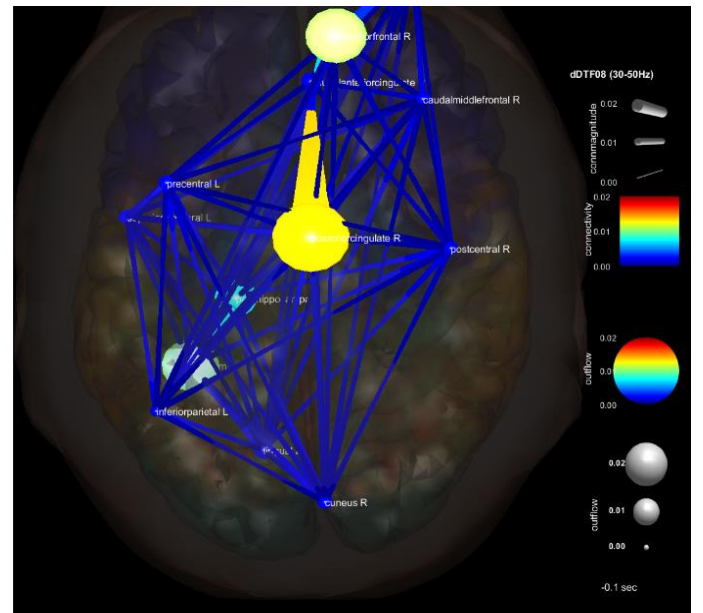 rfrontal R
dDTF08 (30-50Hz)
caudalmiddlefrontal R
connmagnitude
0.02
0.01
0.00
precentral L
postcentral R
connectivity
0.02
0.01
0.00
outflow
0.02
0.01
0.00
inferiorparietal L
cuneus R
outflow
0.02
0.01
0.00
-0.1 sec